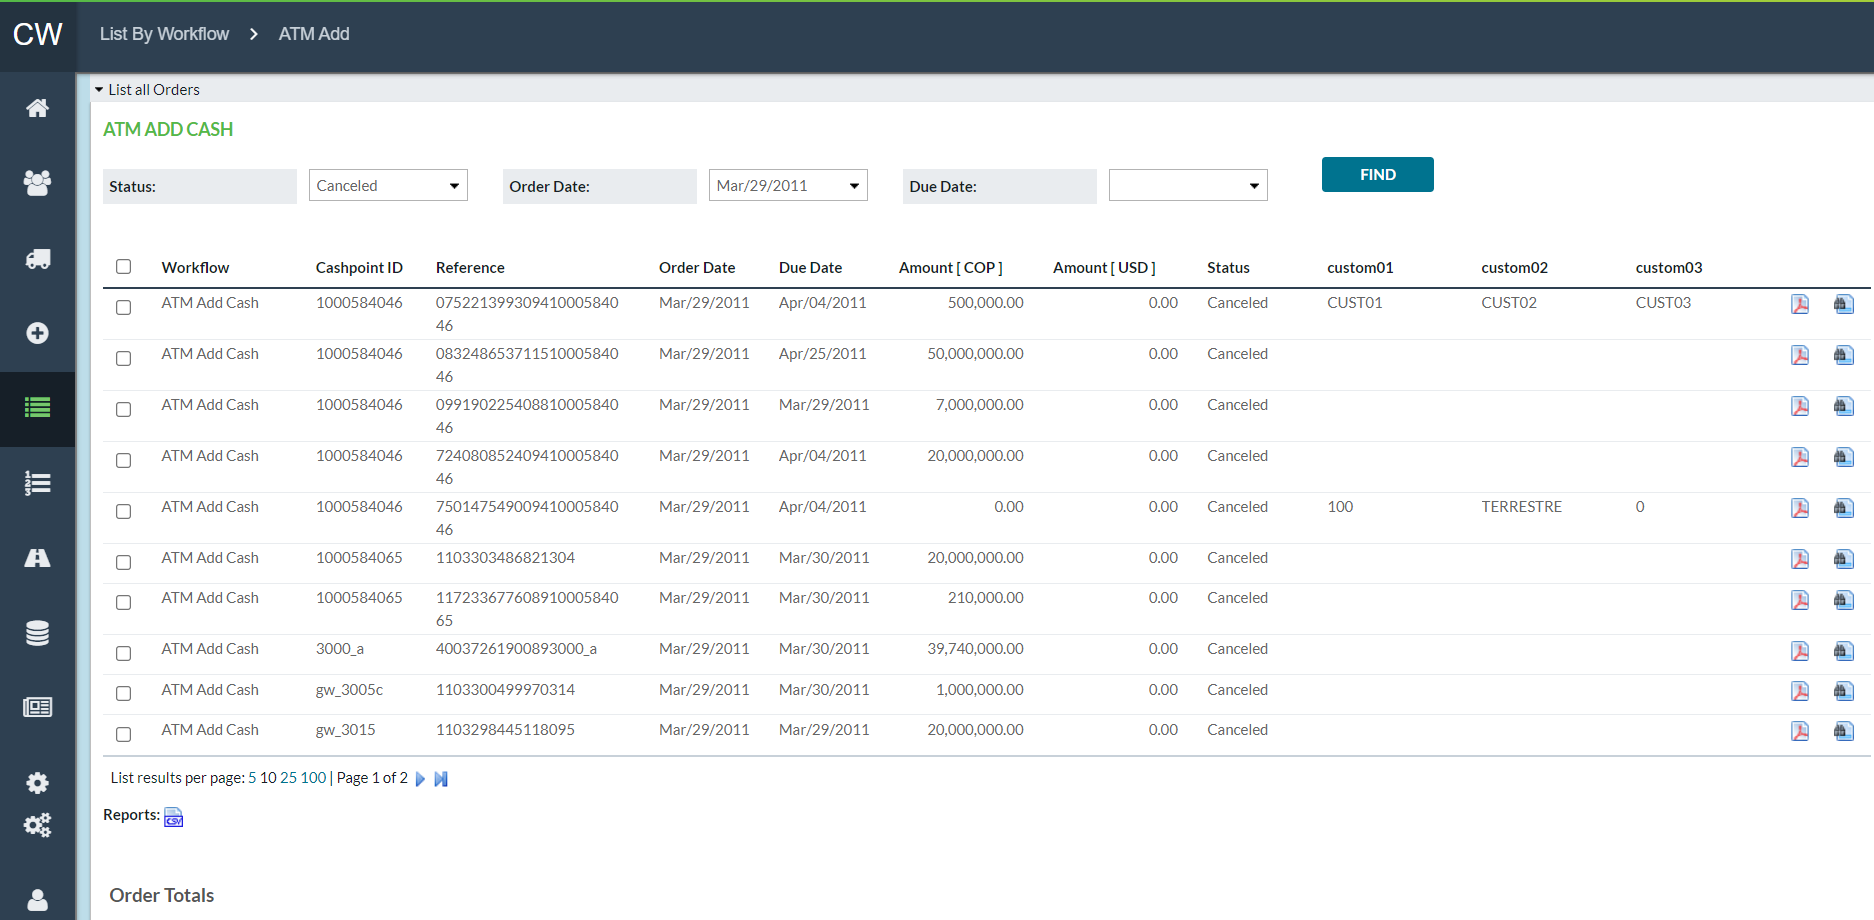 CW List By Workflow > ATM Add
List all Orders
ATM ADD CASH
Status: Canceled Order Date: Mar/29/2011 Due Date: FIND
Workflow Cashpoint ID Reference Order Date Due Date Amount [ COP ] Amount [ USD ] Status custom01 custom02 custom03
ATM Add Cash 1000584046 075221399309410005840 Mar/29/2011 Apr/04/2011 500,000.00 0.00 Canceled CUST01 CUST02 CUST03
46
ATM Add Cash 1000584046 083248653711510005840 Mar/29/2011 Apr/25/2011 50,000,000.00 0.00 Canceled
46
ATM Add Cash 1000584046 099190225408810005840 Mar/29/2011 Mar/29/2011 7,000,000.00 0.00 Canceled
46
ATM Add Cash 1000584046 724080852409410005840 Mar/29/2011 Apr/04/2011 20,000,000.00 0.00 Canceled
46
ATM Add Cash 1000584046 750147549009410005840 Mar/29/2011 Apr/04/2011 0.00 0.00 Canceled 100 TERRESTRE 0
46
ATM Add Cash 1000584065 1103303486821304 Mar/29/2011 Mar/30/2011 20,000,000.00 0.00 Canceled
ATM Add Cash 1000584065 117233677608910005840 Mar/29/2011 Mar/30/2011 210,000.00 0.00 Canceled
65
ATM Add Cash 3000_a 40037261900893000_a Mar/29/2011 Mar/30/2011 39,740,000.00 0.00 Canceled
ATM Add Cash gw_3005c 1103300499970314 Mar/29/2011 Mar/30/2011 1,000,000.00 0.00 Canceled
ATM Add Cash gw_3015 1103298445118095 Mar/29/2011 Mar/29/2011 20,000,000.00 0.00 Canceled
List results per page: 5 10 25 100 | Page 1 of 2
Reports: CSV
Order Totals